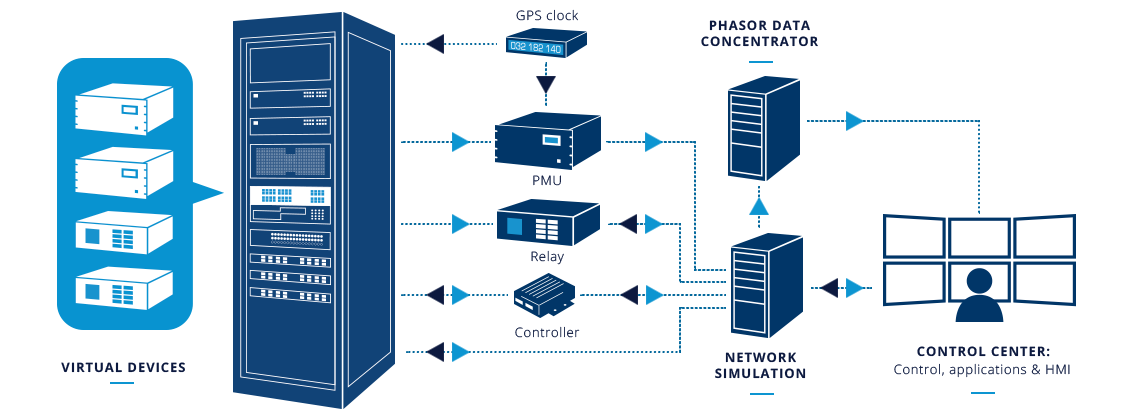 GPS clock
032 182 140
PHASOR DATA
CONCENTRATOR
PMU
Relay
Controller
VIRTUAL DEVICES
NETWORK
SIMULATION
CONTROL CENTER:
Control, applications & HMI